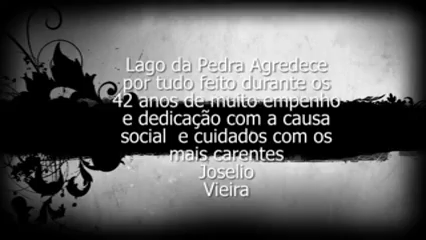 Lago da Pedra Agredece
por tudo feito durante os
42 anos de muito empenho
e dedicação com a causa
social e cuidados com os
mais carentes
Joselio
Vieira